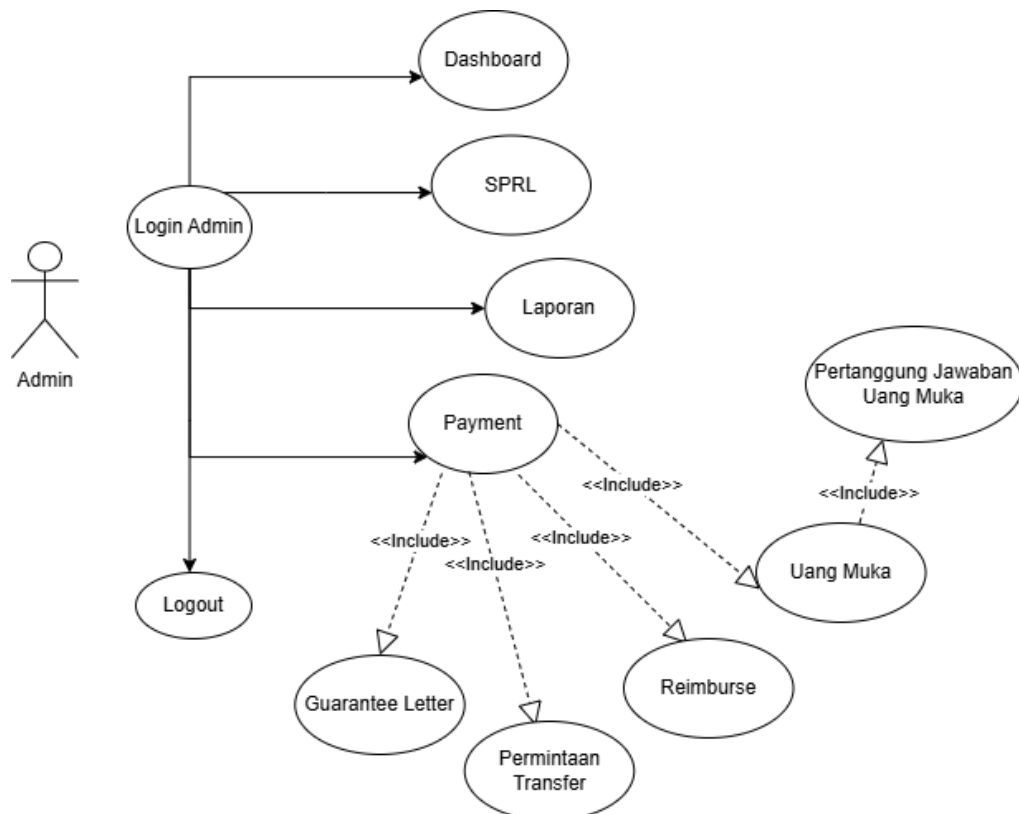 Dashboard
SPRL
Login Admin
Laporan
Admin
Pertanggung Jawaban
Uang Muka
Payment
<<Include>>
<<Include>>
<<Include>>
<<Include>>
<<Include>>
Uang Muka
Logout
Guarantee Letter
Reimburse
Permintaan
Transfer